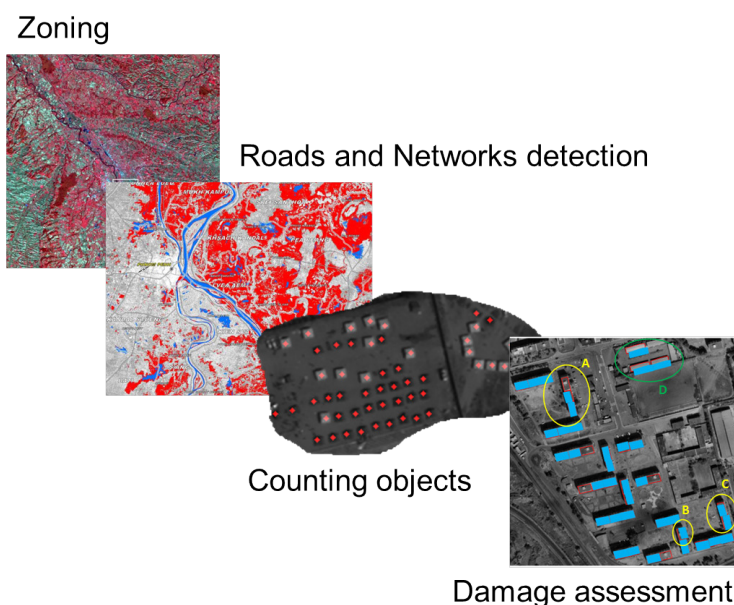 Zoning
Roads and Networks detection
A
D
C
B
Counting objects
Damage assessment